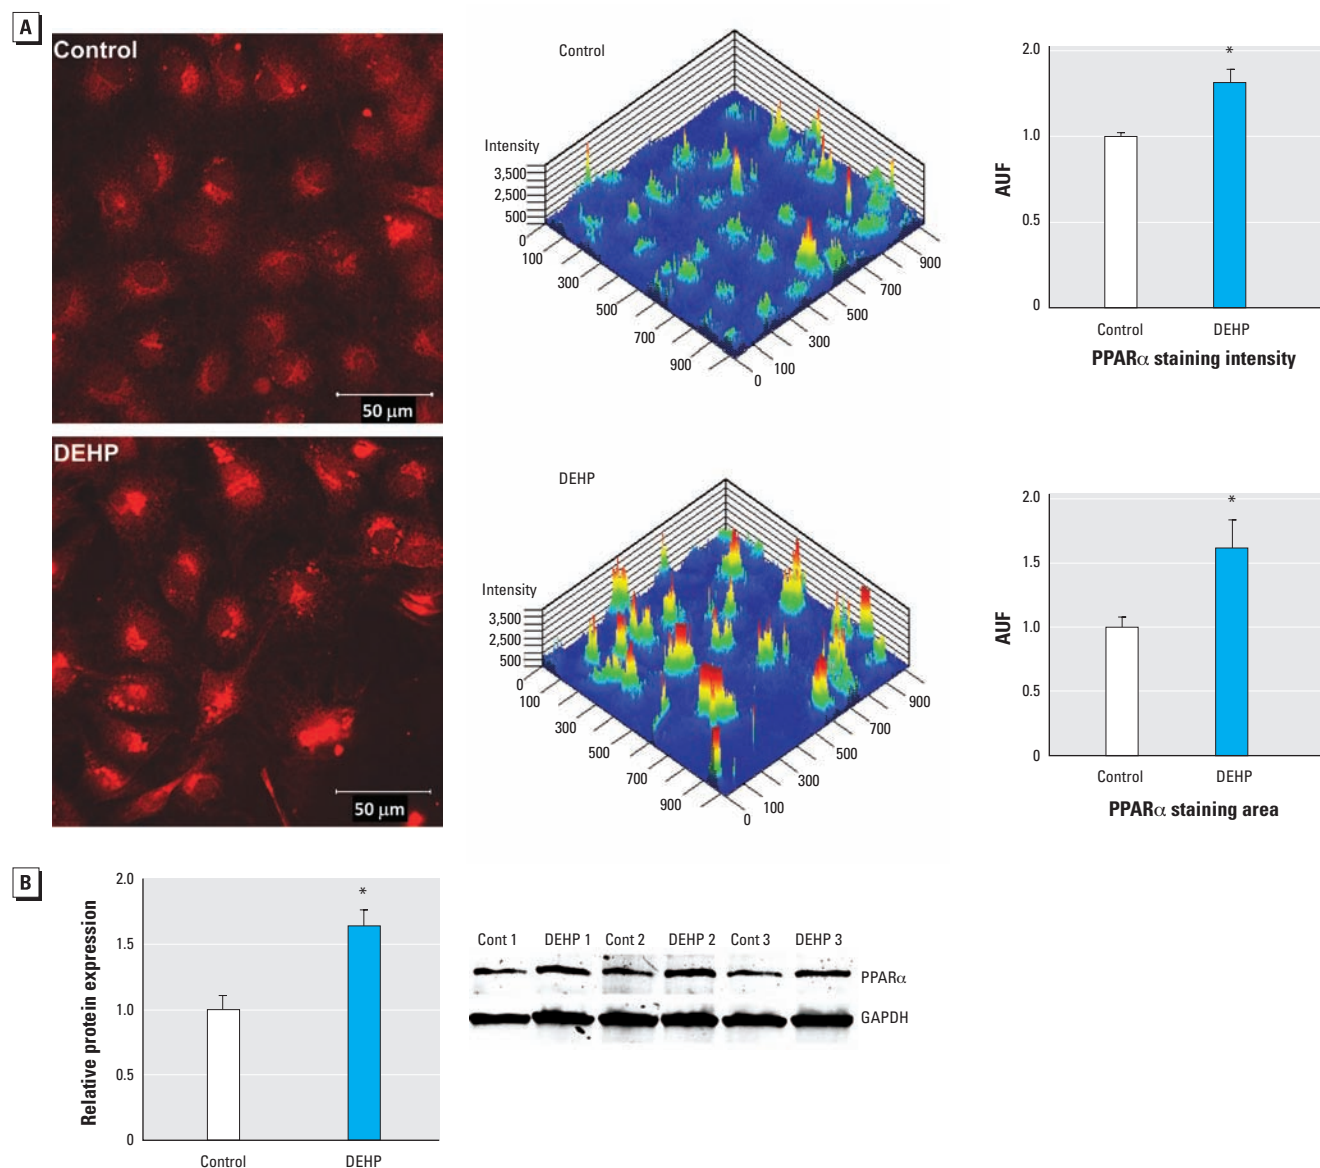 A
Control
50 μm
Control
Intensity
3,500
2,500
500
0
100
300
500
700
900
0
100
300
500
700
900
2.0
*
1.0
0.5
0
AUF
Control DEHP
PPARα staining intensity
DEHP
50 μm
DEHP
Intensity
3,500
2,500
500
0
100
300
500
700
900
0
100
300
500
700
900
2.0
*
1.5
1.0
0.5
0
AUF
Control DEHP
PPARα staining area
B
2.0
*
1.5
1.0
0.5
0
Relative protein expression
Control DEHP
Cont 1 DEHP 1 Cont 2 DEHP 2 Cont 3 DEHP 3
PPARα
GAPDH